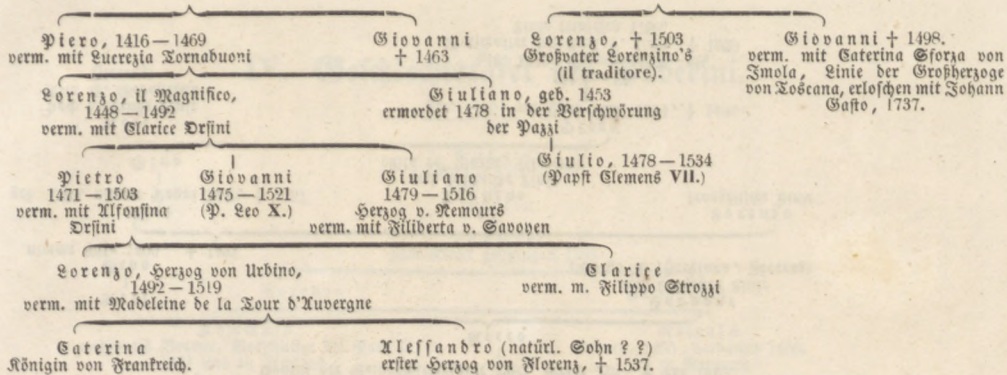 Piero, 1416—1469
verm. mit Lucrezia Tornabuoni
Giovanni
† 1463
Lorenzo, † 1503
Großvater Lorenzino's
(il traditore).
Giovanni † 1498.
verm. mit Caterina Sforza von
Imola, Linie der Großherzoge
von Toscana, erloschen mit Johann
Gasto, 1737.
Lorenzo, il Magnifico,
1448—1492
verm. mit Clarice Orsini
Giuliano, geb. 1453
ermordet 1478 in der Verschwörung
der Pazzi
Giulio, 1478—1534
(Papst Clemens VII.)
Pietro
1471—1503
verm. mit Alfonsina
Orsini
Giovanni
1475—1521
(P. Leo X.)
Giuliano
1479—1516
Herzog v. Nemours
verm. mit Filiberta v. Savoyen
Lorenzo, Herzog von Urbino,
1492—1519
verm. mit Madeleine de la Tour d'Auvergne
Clarice
verm. m. Filippo Strozzi
Caterina
Königin von Frankreich.
Alessandro (natürl. Sohn ? ?)
erster Herzog von Florenz, † 1537.